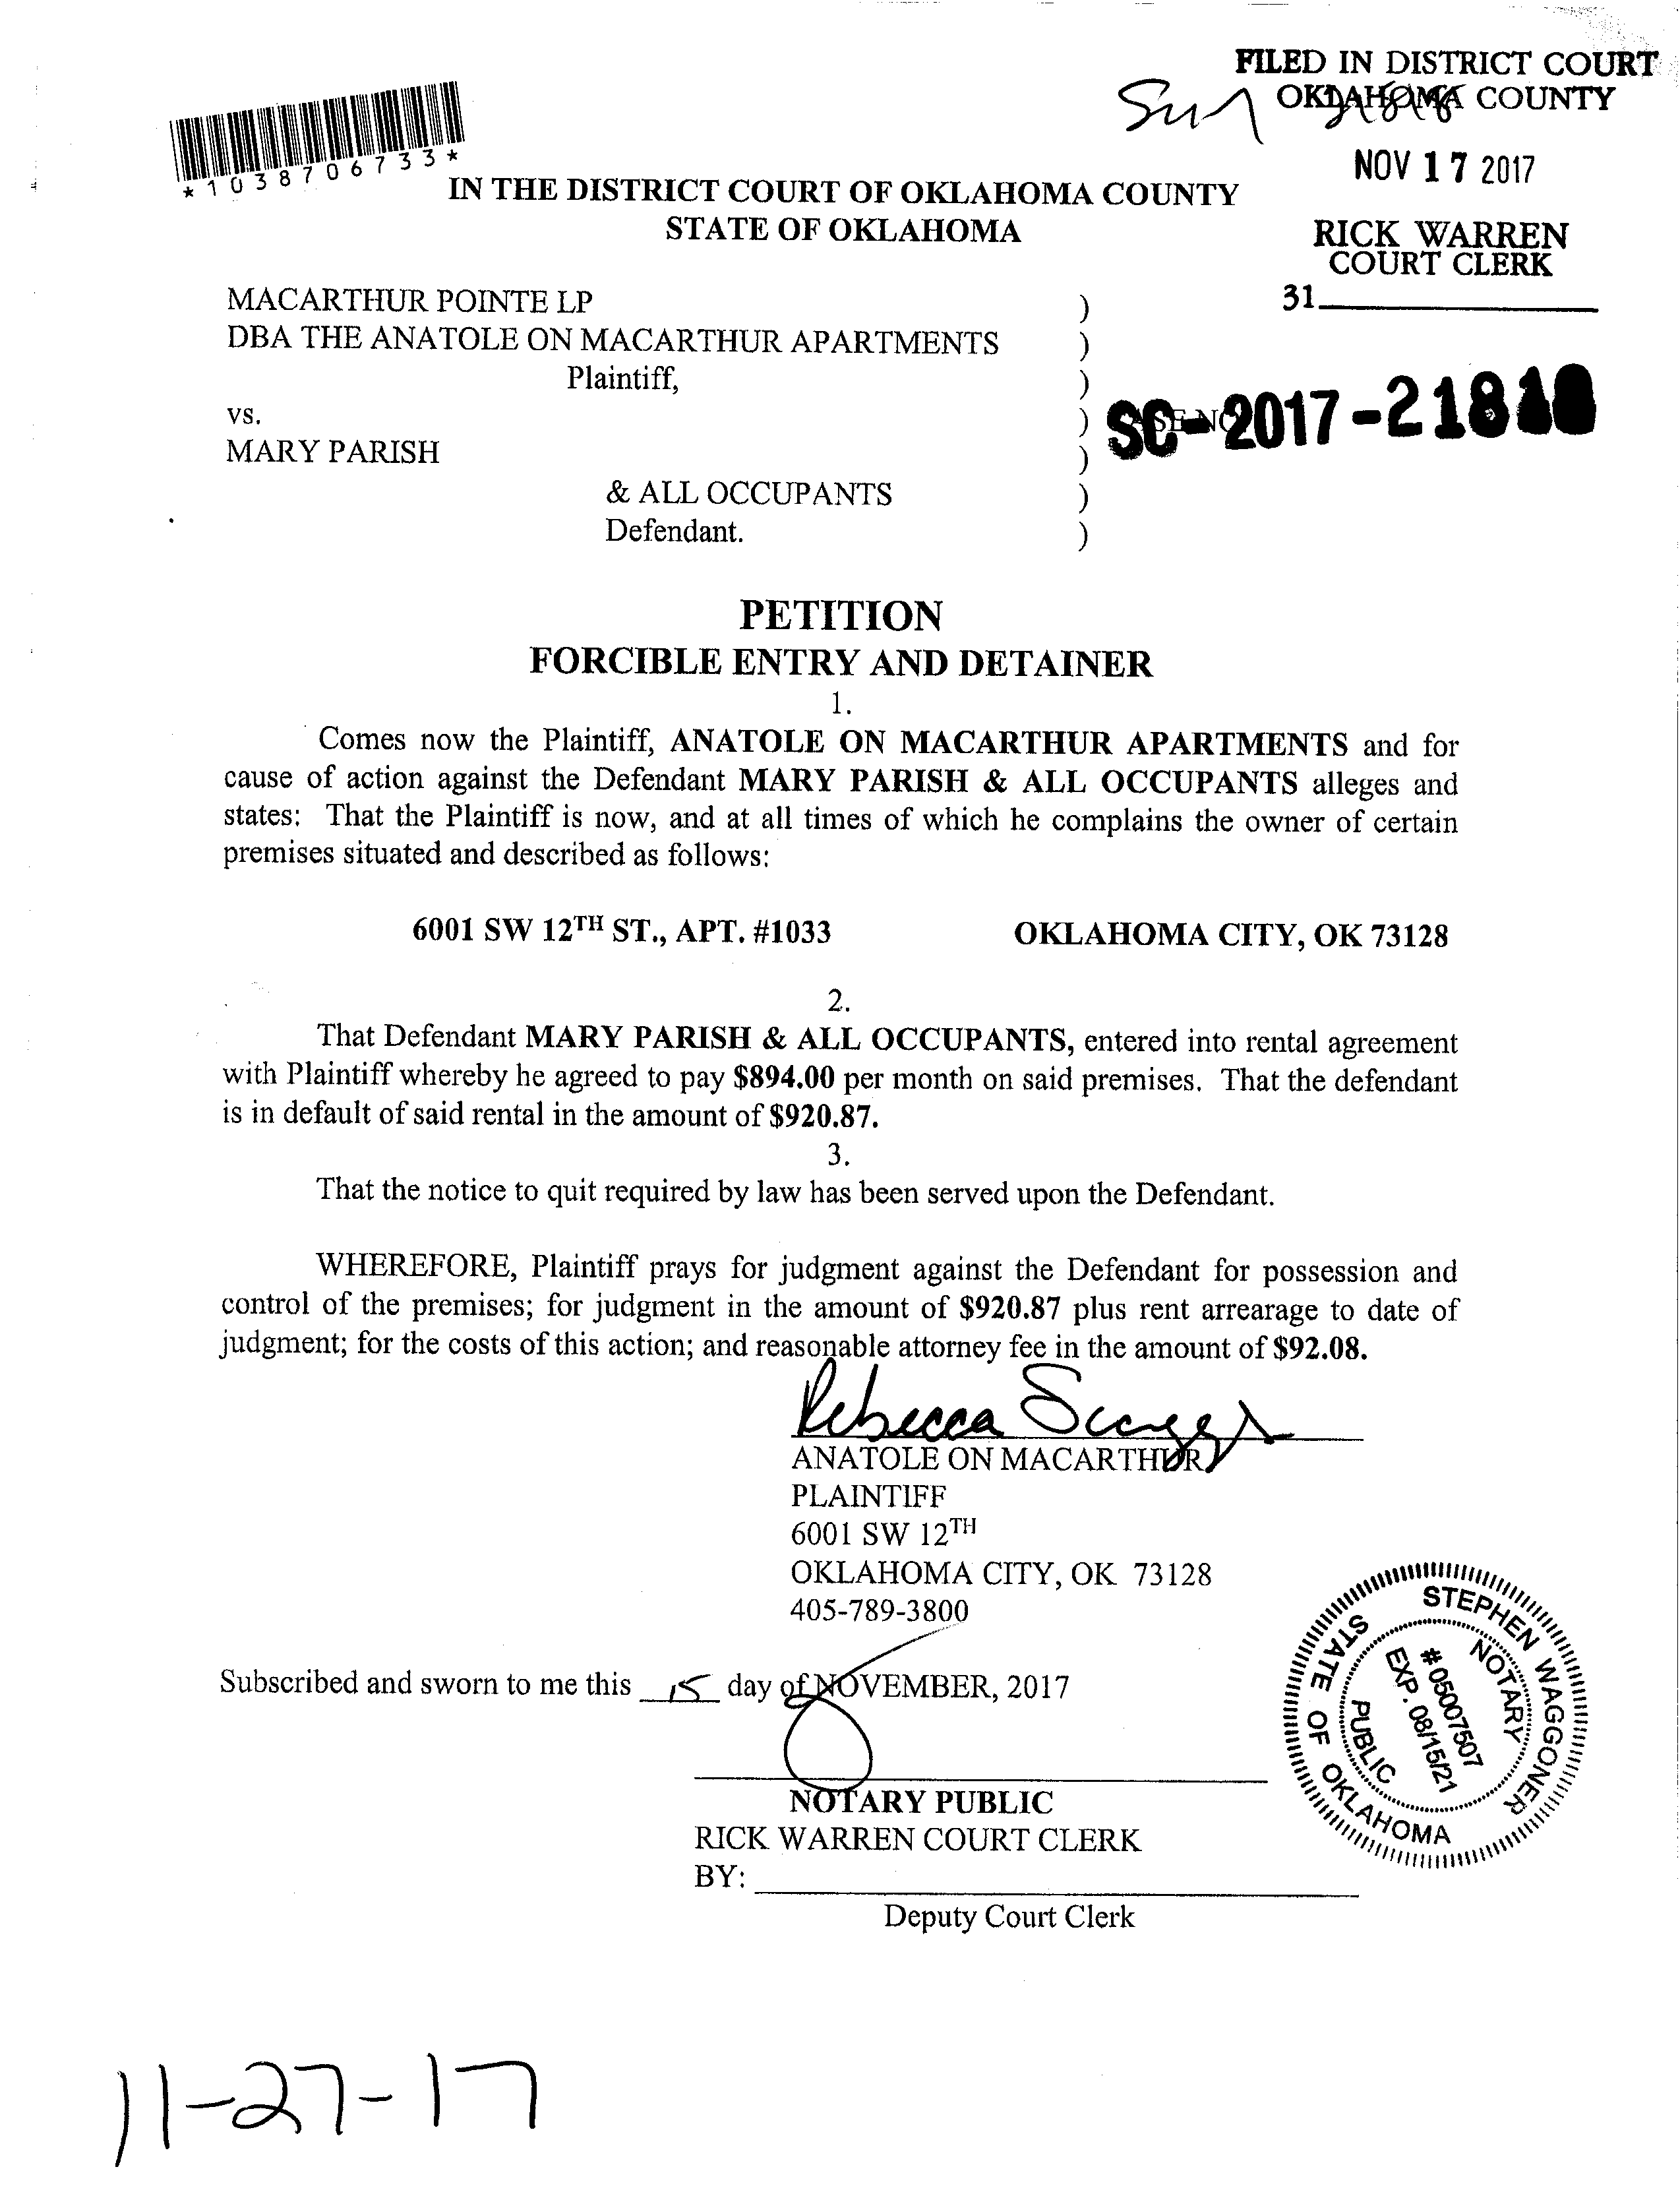 FILED IN DISTRICT COURT
OKLAHOMA COUNTY
NOV 17 2017
RICK WARREN
COURT CLERK
31
*1038706733*
IN THE DISTRICT COURT OF OKLAHOMA COUNTY
STATE OF OKLAHOMA
MACARTHUR POINTE LP )
DBA THE ANATOLE ON MACARTHUR APARTMENTS )
Plaintiff, )
vs. )
MARY PARISH )
& ALL OCCUPANTS )
Defendant. )
SC-2017-218
PETITION
FORCIBLE ENTRY AND DETAINER
1.
Comes now the Plaintiff, ANATOLE ON MACARTHUR APARTMENTS and for
cause of action against the Defendant MARY PARISH & ALL OCCUPANTS alleges and
states: That the Plaintiff is now, and at all times of which he complains the owner of certain
premises situated and described as follows:
6001 SW 12TH ST., APT. #1033 OKLAHOMA CITY, OK 73128
2.
That Defendant MARY PARISH & ALL OCCUPANTS, entered into rental agreement
with Plaintiff whereby he agreed to pay $894.00 per month on said premises. That the defendant
is in default of said rental in the amount of $920.87.
3.
That the notice to quit required by law has been served upon the Defendant.
WHEREFORE, Plaintiff prays for judgment against the Defendant for possession and
control of the premises; for judgment in the amount of $920.87 plus rent arrearage to date of
judgment; for the costs of this action; and reasonable attorney fee in the amount of $92.08.
Rebecca Scaggs
ANATOLE ON MACARTHUR
PLAINTIFF
6001 SW 12TH
OKLAHOMA CITY, OK 73128
405-789-3800
Subscribed and sworn to me this 15 day of NOVEMBER, 2017
NOTARY PUBLIC
RICK WARREN COURT CLERK
BY:
Deputy Court Clerk
STEPHEN WAGGONER
STATE OF OKLAHOMA
NOTARY
PUBLIC
# 05007507
EXP. 08/15/21
11-27-17